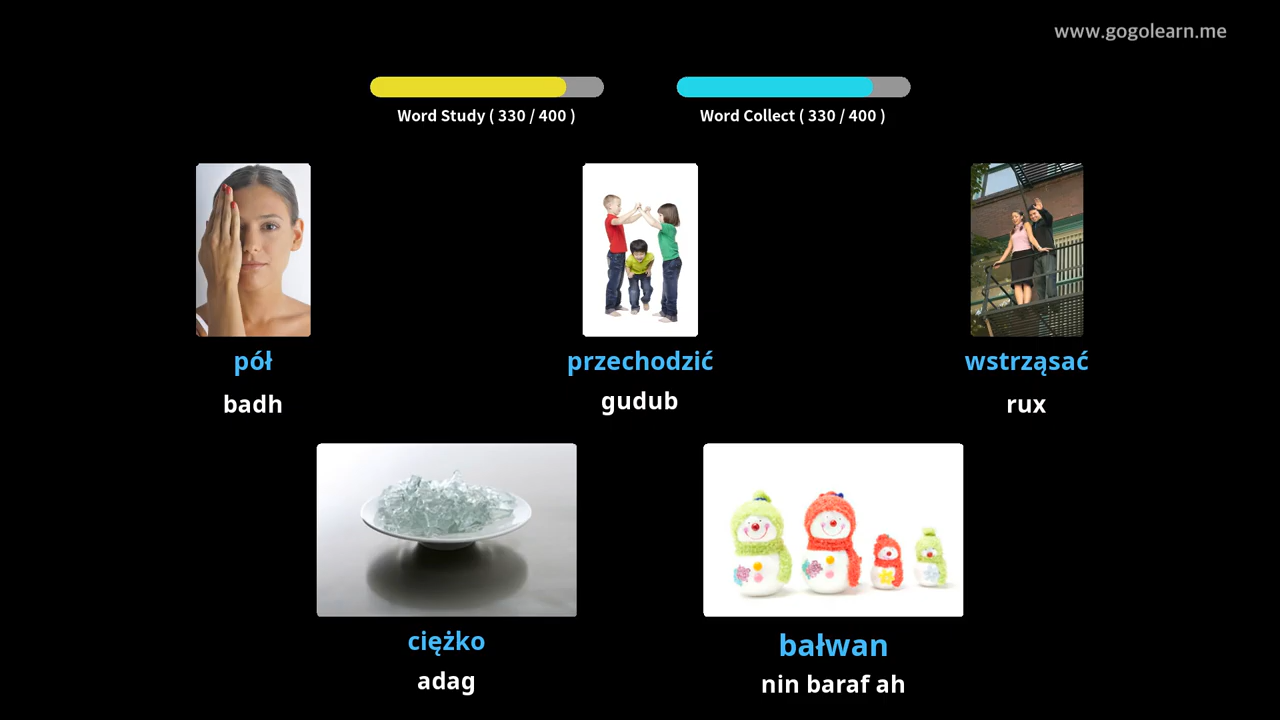 www.gogolearn.me
Word Study ( 330 / 400 )
Word Collect ( 330 / 400 )
pół
przechodzić
wstrząsać
badh
gudub
rux
ciężko
bałwan
adag
nin baraf ah